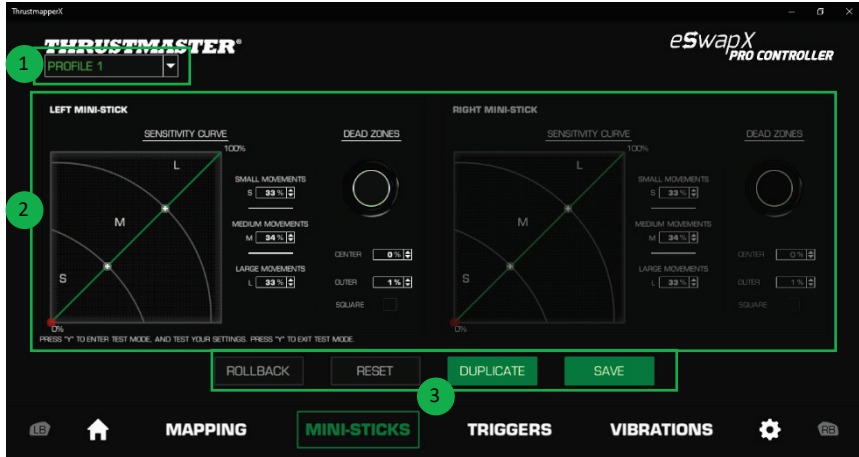 ThrustmapperX
THRUSTMASTER®
eSwapX
PRO CONTROLLER
1
PROFILE 1
2
LEFT MINI-STICK
SENSITIVITY CURVE
DEAD ZONES
100%
L
M
S
0%
SMALL MOVEMENTS
S 33 %
MEDIUM MOVEMENTS
M 34 %
LARGE MOVEMENTS
L 33 %
CENTER 0 %
OUTER 1 %
SQUARE
RIGHT MINI-STICK
SENSITIVITY CURVE
DEAD ZONES
100%
L
M
S
0%
SMALL MOVEMENTS
S 33 %
MEDIUM MOVEMENTS
M 34 %
LARGE MOVEMENTS
L 33 %
CENTER 0 %
OUTER 1 %
SQUARE
PRESS "Y" TO ENTER TEST MODE, AND TEST YOUR SETTINGS. PRESS "Y" TO EXIT TEST MODE.
ROLLBACK RESET DUPLICATE SAVE
3
LB MAPPING MINI-STICKS TRIGGERS VIBRATIONS RB